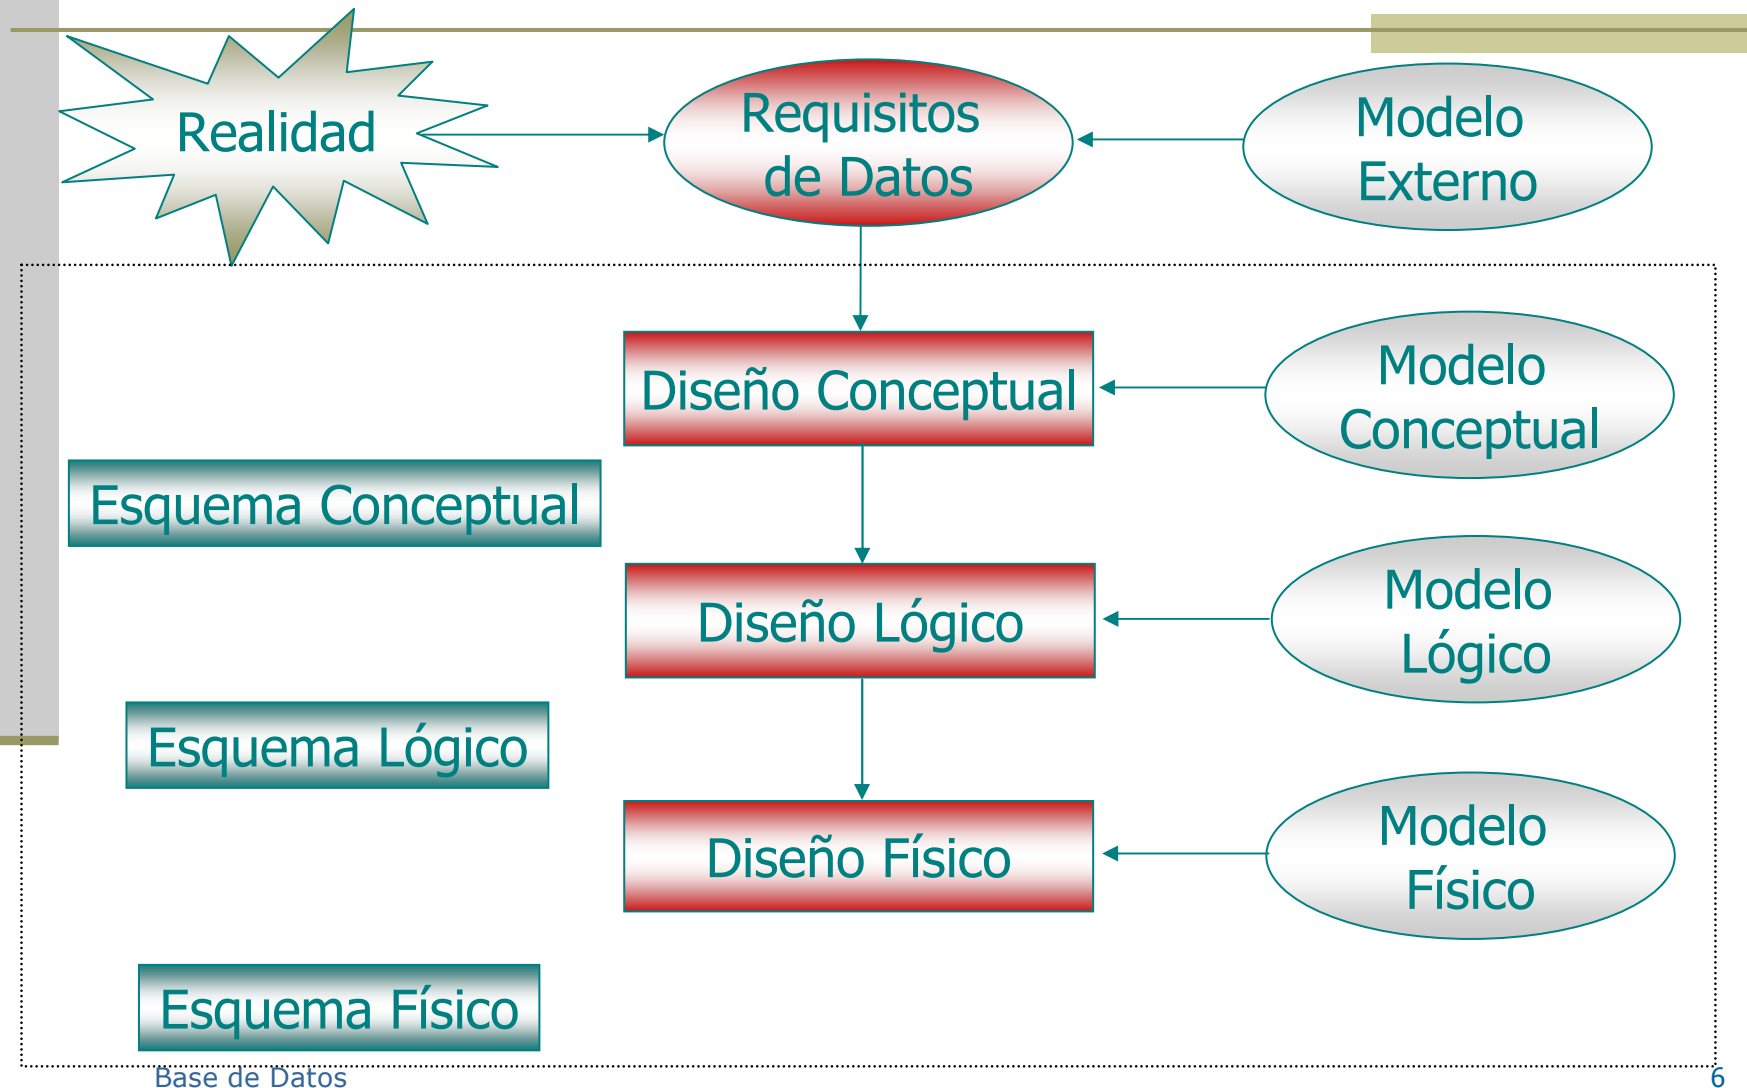 Realidad
Requisitos
de Datos
Modelo
Externo
Diseño Conceptual
Modelo
Conceptual
Esquema Conceptual
Diseño Lógico
Modelo
Lógico
Esquema Lógico
Diseño Físico
Modelo
Físico
Esquema Físico
Base de Datos
6